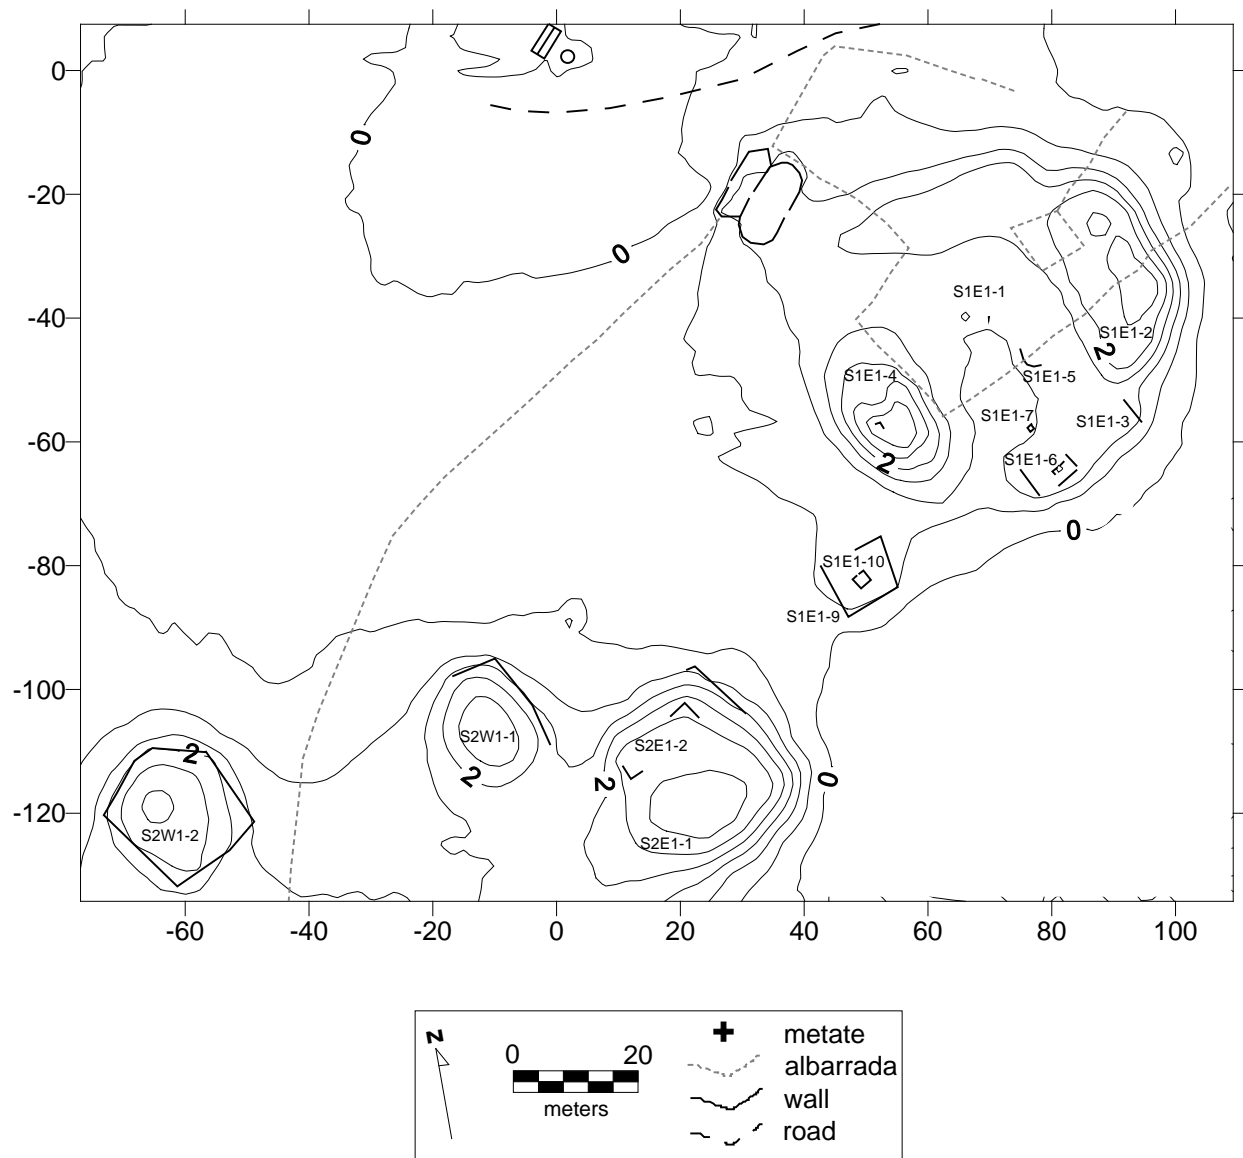 0
0
0
-20
-40
-60
-80
-100
-120
S1E1-1
S1E1-2
2
S1E1-4
S1E1-5
S1E1-7
S1E1-3
2
S1E1-6
0
S1E1-10
S1E1-9
S2W1-1
2
S2E1-2
2
2
0
S2W1-2
S2E1-1
-60 -40 -20 0 20 40 60 80 100
N
0 20
meters
metate
albarrada
wall
road